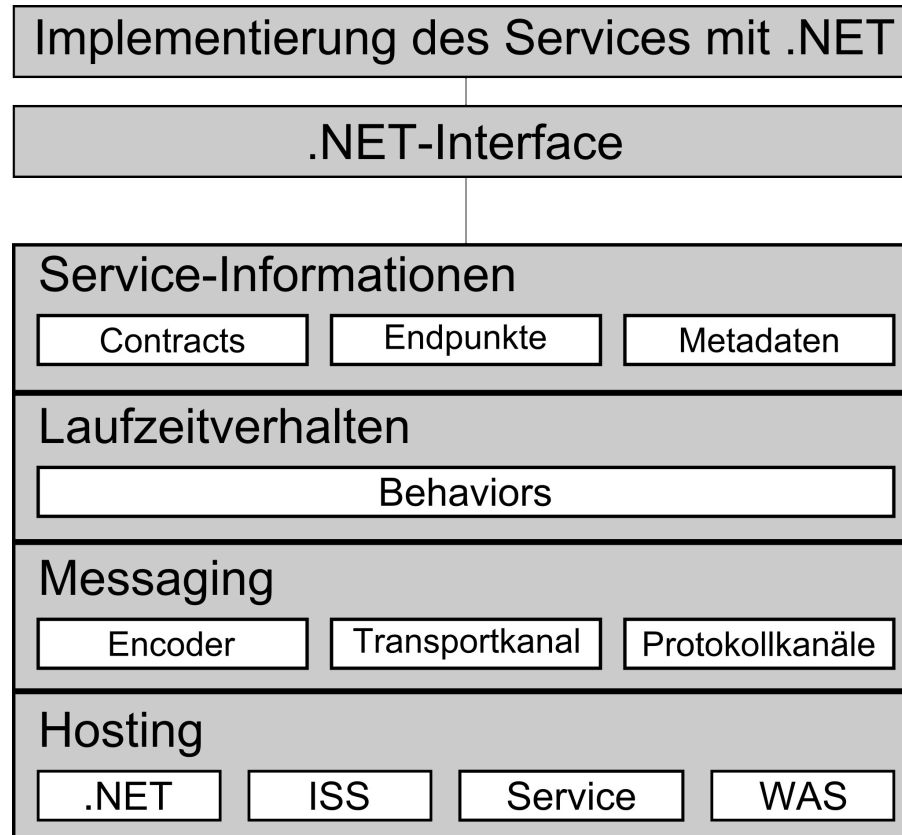 Implementierung des Services mit .NET
.NET-Interface
Service-Informationen
Contracts
Endpunkte
Metadaten
Laufzeitverhalten
Behaviors
Messaging
Encoder
Transportkanal
Protokollkanäle
Hosting
.NET
ISS
Service
WAS